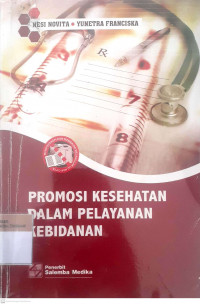 NESI NOVITA • YUNETRA FRANCISKA
PROMOSI KESEHATAN
DALAM PELAYANAN
KEBIDANAN
Penerbit
Salemba Medika